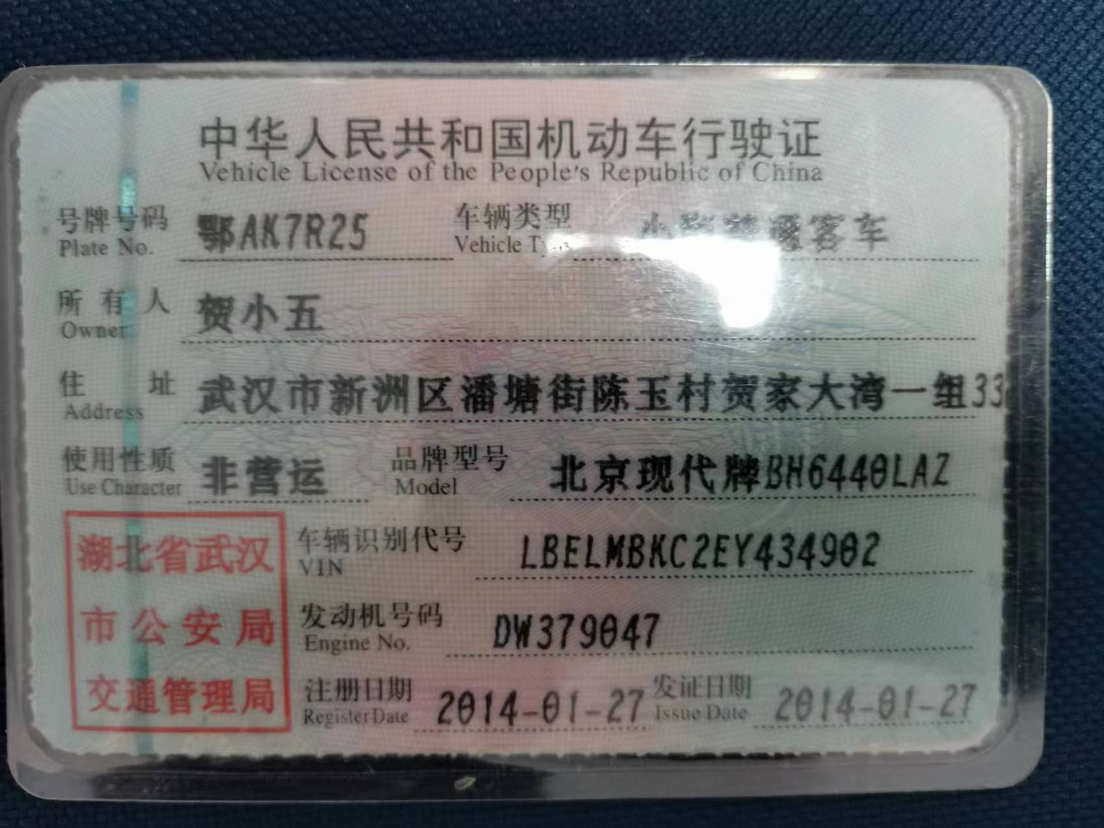 中华人民共和国机动车行驶证
Vehicle License of the People's Republic of China
号牌号码 鄂AK7R25 车辆类型 客车
Plate No. Vehicle
所有人 贺小五
Owner
住址 武汉市新洲区潘塘街陈玉村贺家大湾一组33
Address
使用性质 非营运 品牌型号 北京现代牌BH6440LAZ
Use Character Model
湖北省武汉
市公安局
交通管理局
车辆识别代号 LBELMBKC2EY434902
VIN
发动机号码 DW379047
Engine No.
注册日期 2014-01-27 发证日期 2014-01-27
Register Date Issue Date